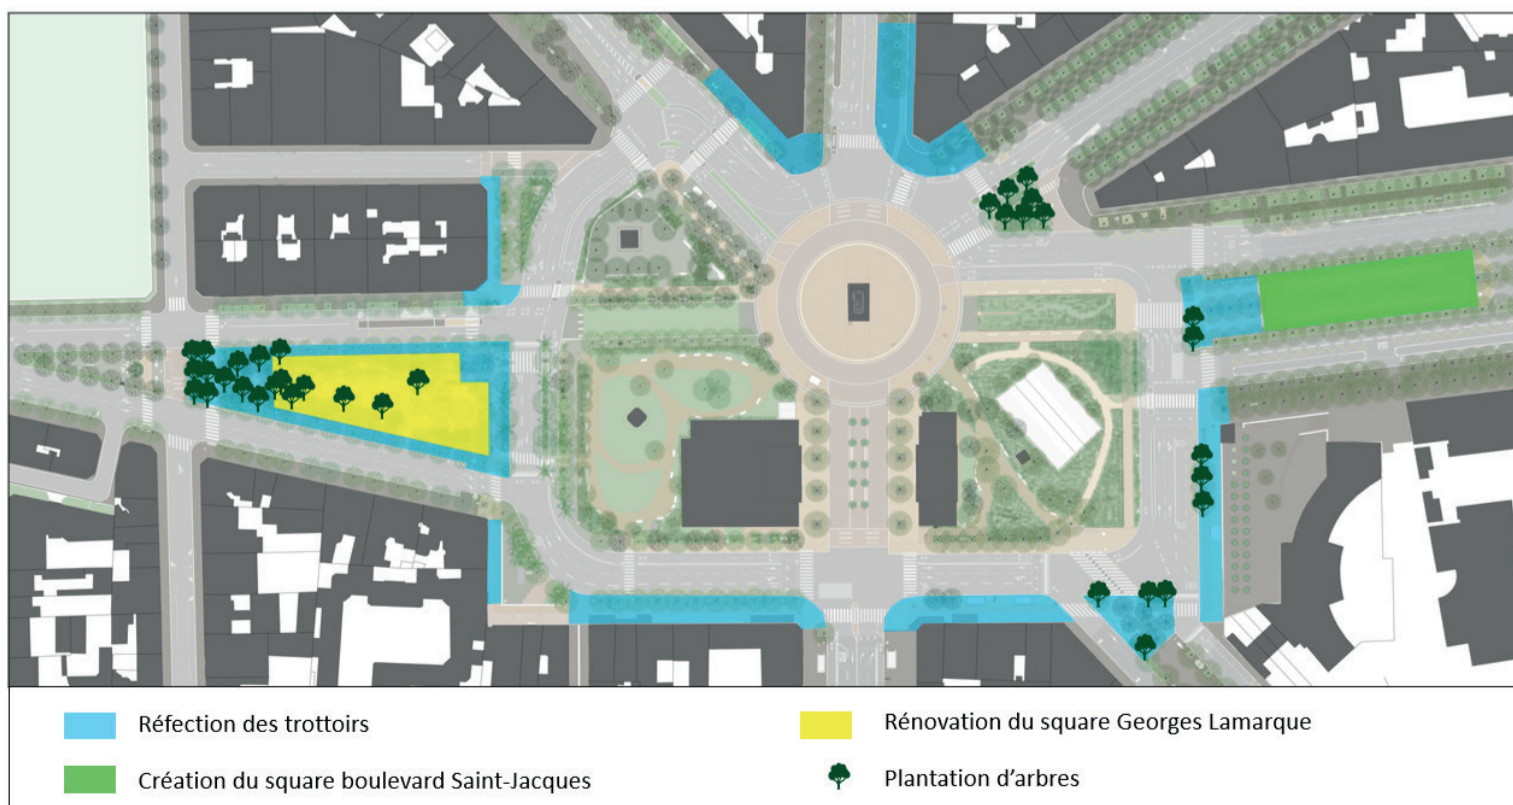 Réfection des trottoirs
Rénovation du square Georges Lamarque
Création du square boulevard Saint-Jacques
Plantation d'arbres